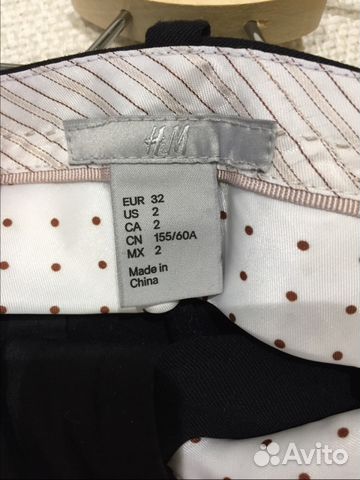 H&M
EUR 32
US 2
CA 2
CN 155/60A
MX 2
Made in
China
Avito